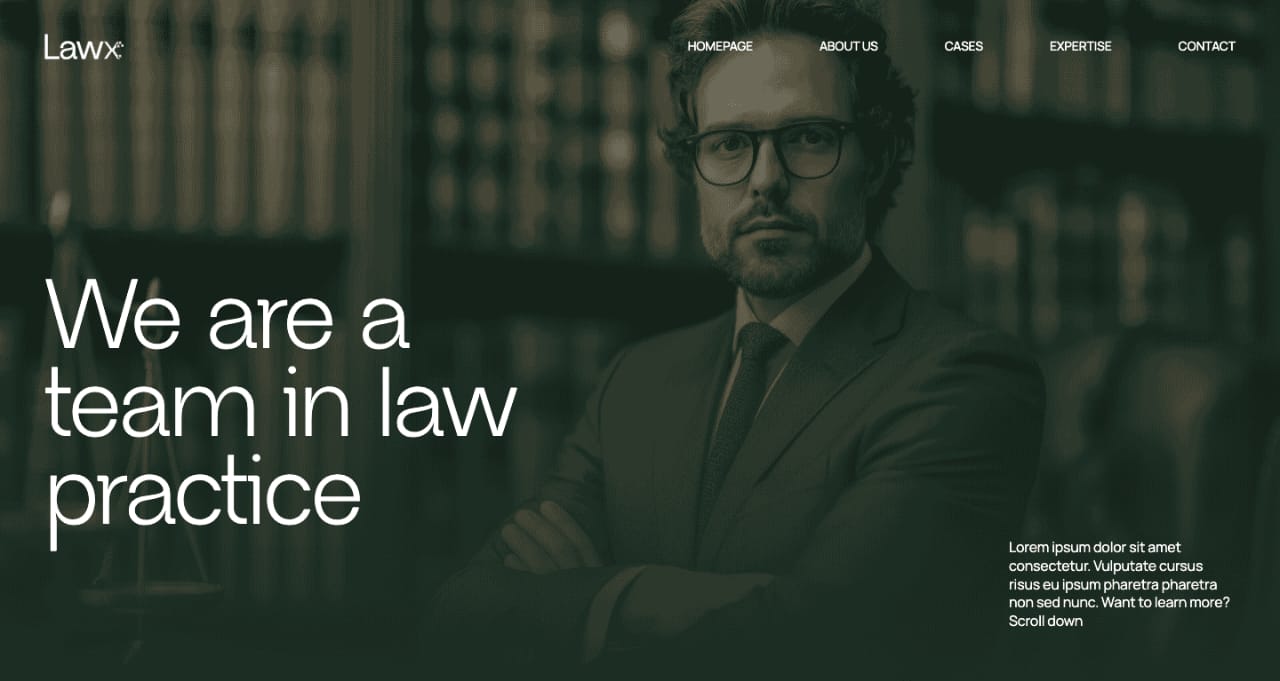 Lawx
HOMEPAGE ABOUT US CASES EXPERTISE CONTACT
We are a
team in law
practice
Lorem ipsum dolor sit amet
consectetur. Vulputate cursus
risus eu ipsum pharetra pharetra
non sed nunc. Want to learn more?
Scroll down